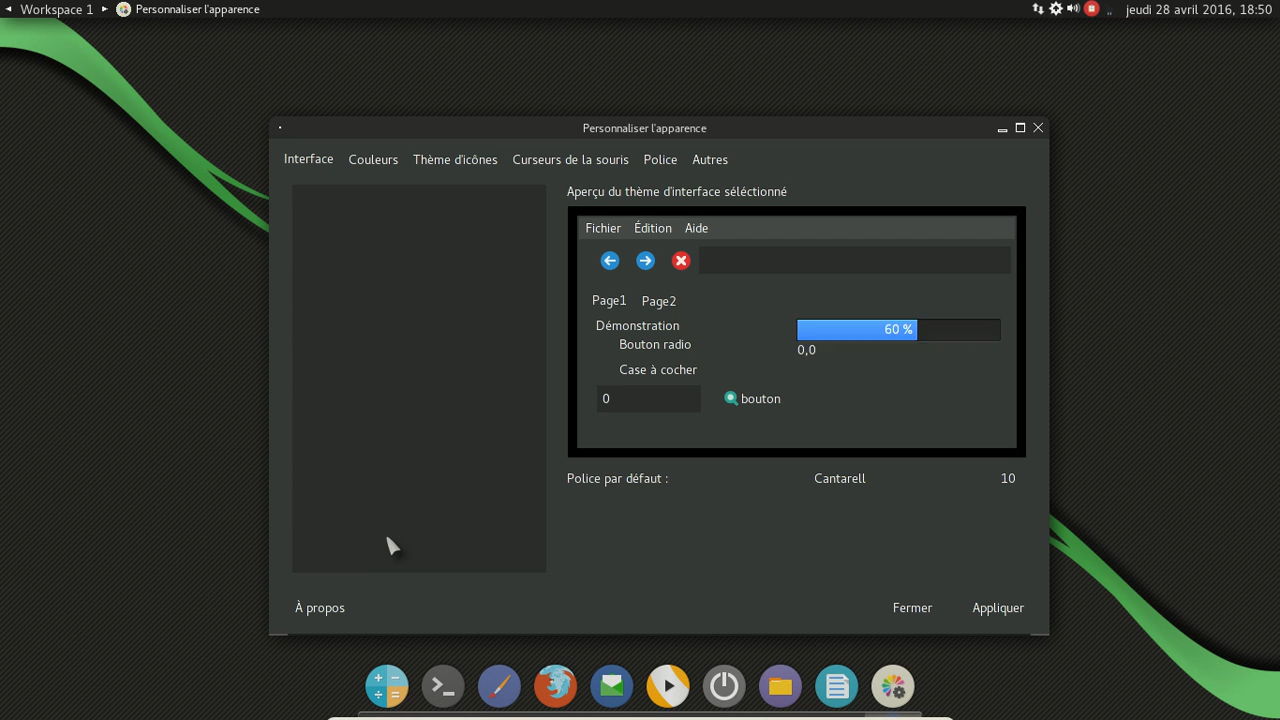 Workspace 1
Personnaliser l'apparence
jeudi 28 avril 2016, 18:50
Personnaliser l'apparence
Interface Couleurs Thème d'icônes Curseurs de la souris Police Autres
Aperçu du thème d'interface séléctionné
Fichier Édition Aide
Page1 Page2
Démonstration
60 %
Bouton radio
0,0
Case à cocher
0
bouton
Police par défaut : Cantarell 10
À propos
Fermer Appliquer